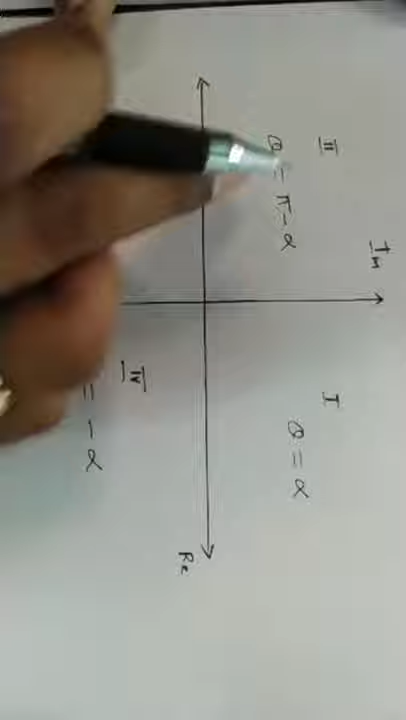 Im
II
θ = π - α
I
θ = α
Re
IV
= - α